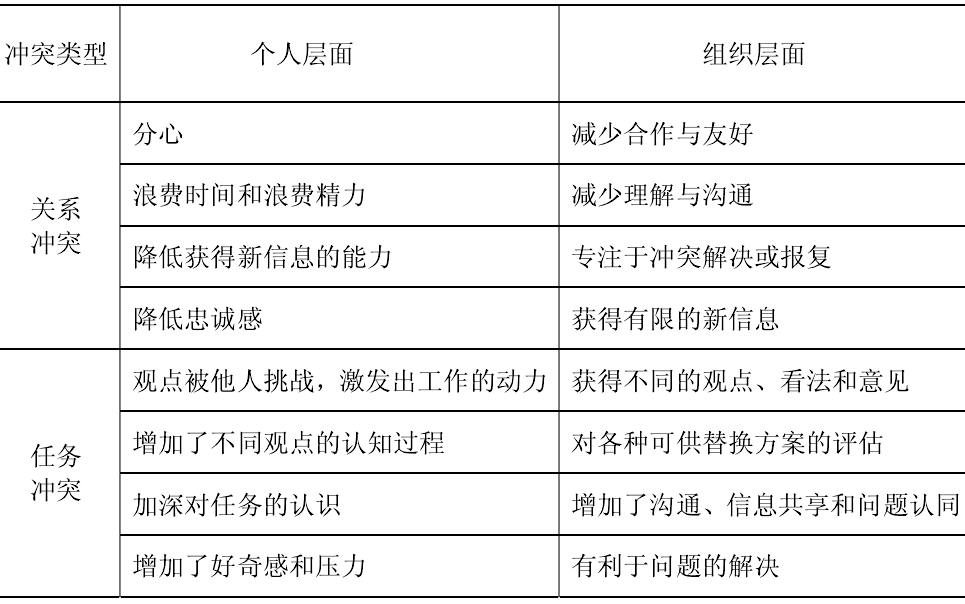 冲突类型 个人层面 组织层面
关系
冲突
分心 减少合作与友好
浪费时间和浪费精力 减少理解与沟通
降低获得新信息的能力 专注于冲突解决或报复
降低忠诚感 获得有限的新信息
任务
冲突
观点被他人挑战，激发出工作的动力 获得不同的观点、看法和意见
增加了不同观点的认知过程 对各种可供替换方案的评估
加深对任务的认识 增加了沟通、信息共享和问题认同
增加了好奇感和压力 有利于问题的解决